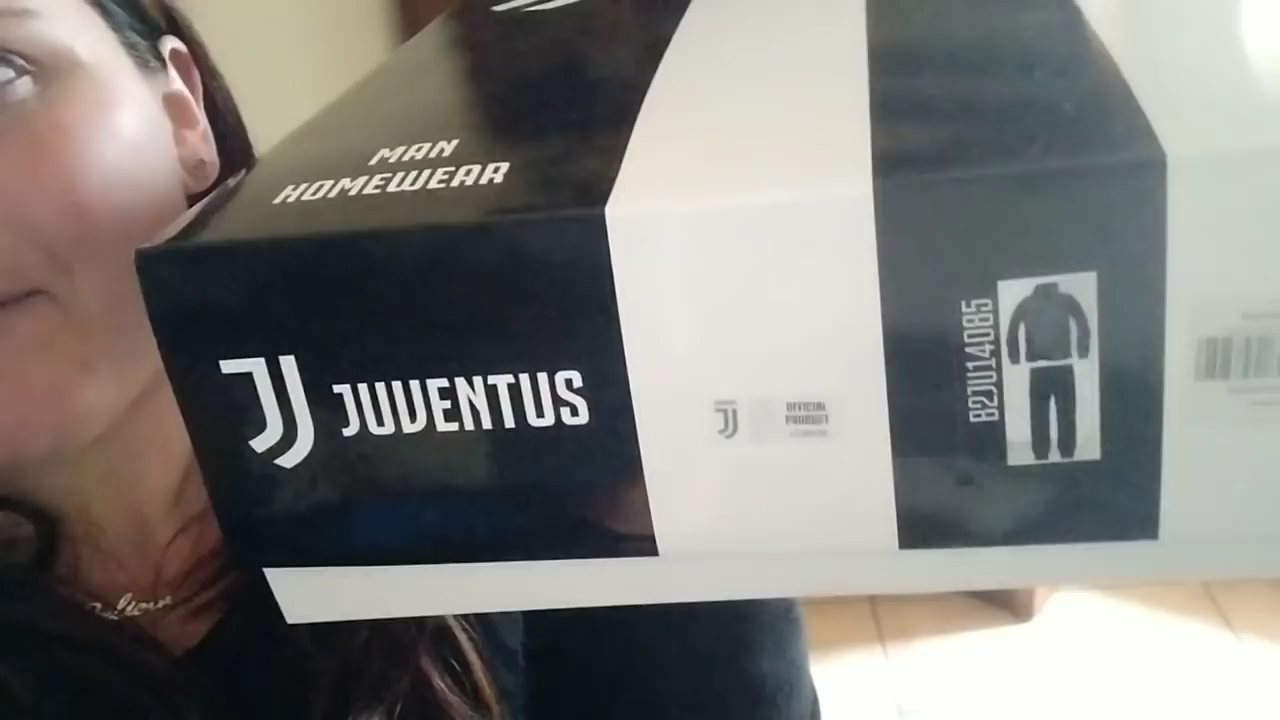 MAN
HOMEWEAR
JUVENTUS
OFFICIAL
PRODUCT
B2JU14085